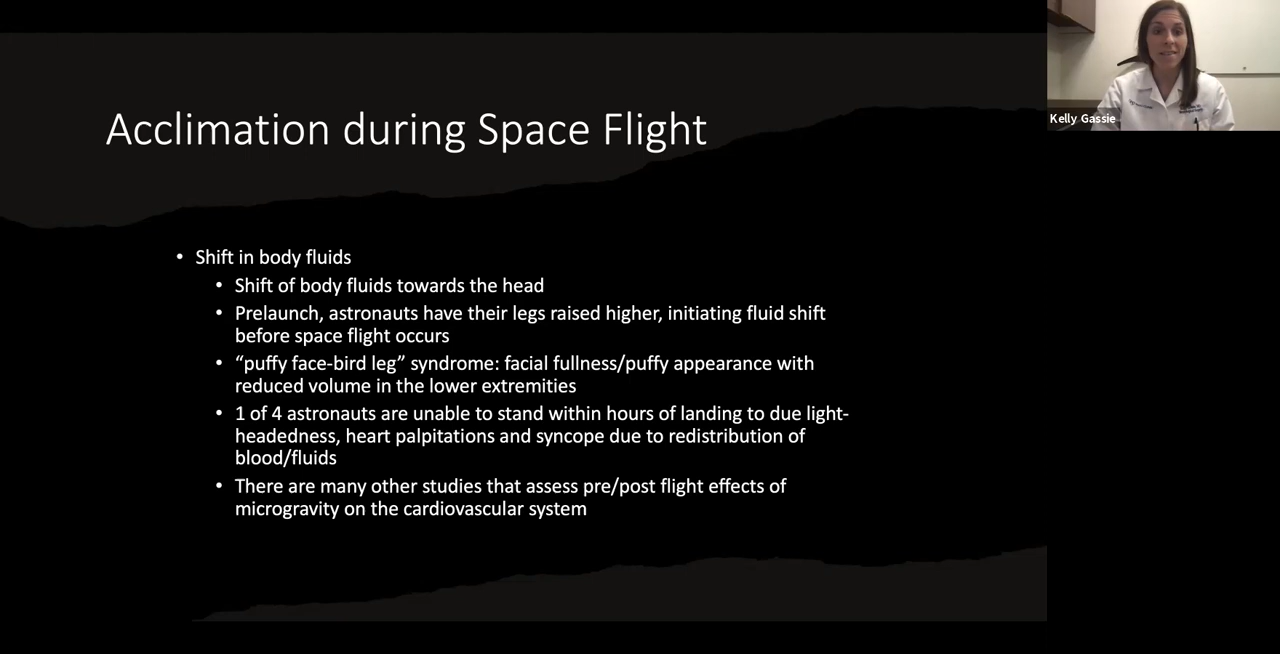 Acclimation during Space Flight
Kelly Gassie
• Shift in body fluids
• Shift of body fluids towards the head
• Prelaunch, astronauts have their legs raised higher, initiating fluid shift
before space flight occurs
• “puffy face-bird leg” syndrome: facial fullness/puffy appearance with
reduced volume in the lower extremities
• 1 of 4 astronauts are unable to stand within hours of landing to due light-
headedness, heart palpitations and syncope due to redistribution of
blood/fluids
• There are many other studies that assess pre/post flight effects of
microgravity on the cardiovascular system